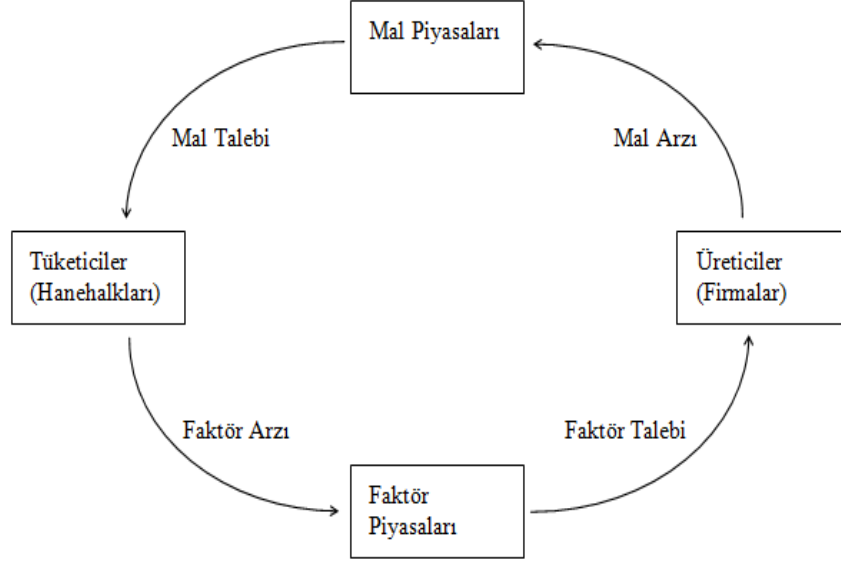 Mal Piyasaları
Mal Talebi
Mal Arzı
Tüketiciler
(Hanehalkları)
Üreticiler
(Firmalar)
Faktör Arzı
Faktör Talebi
Faktör
Piyasaları